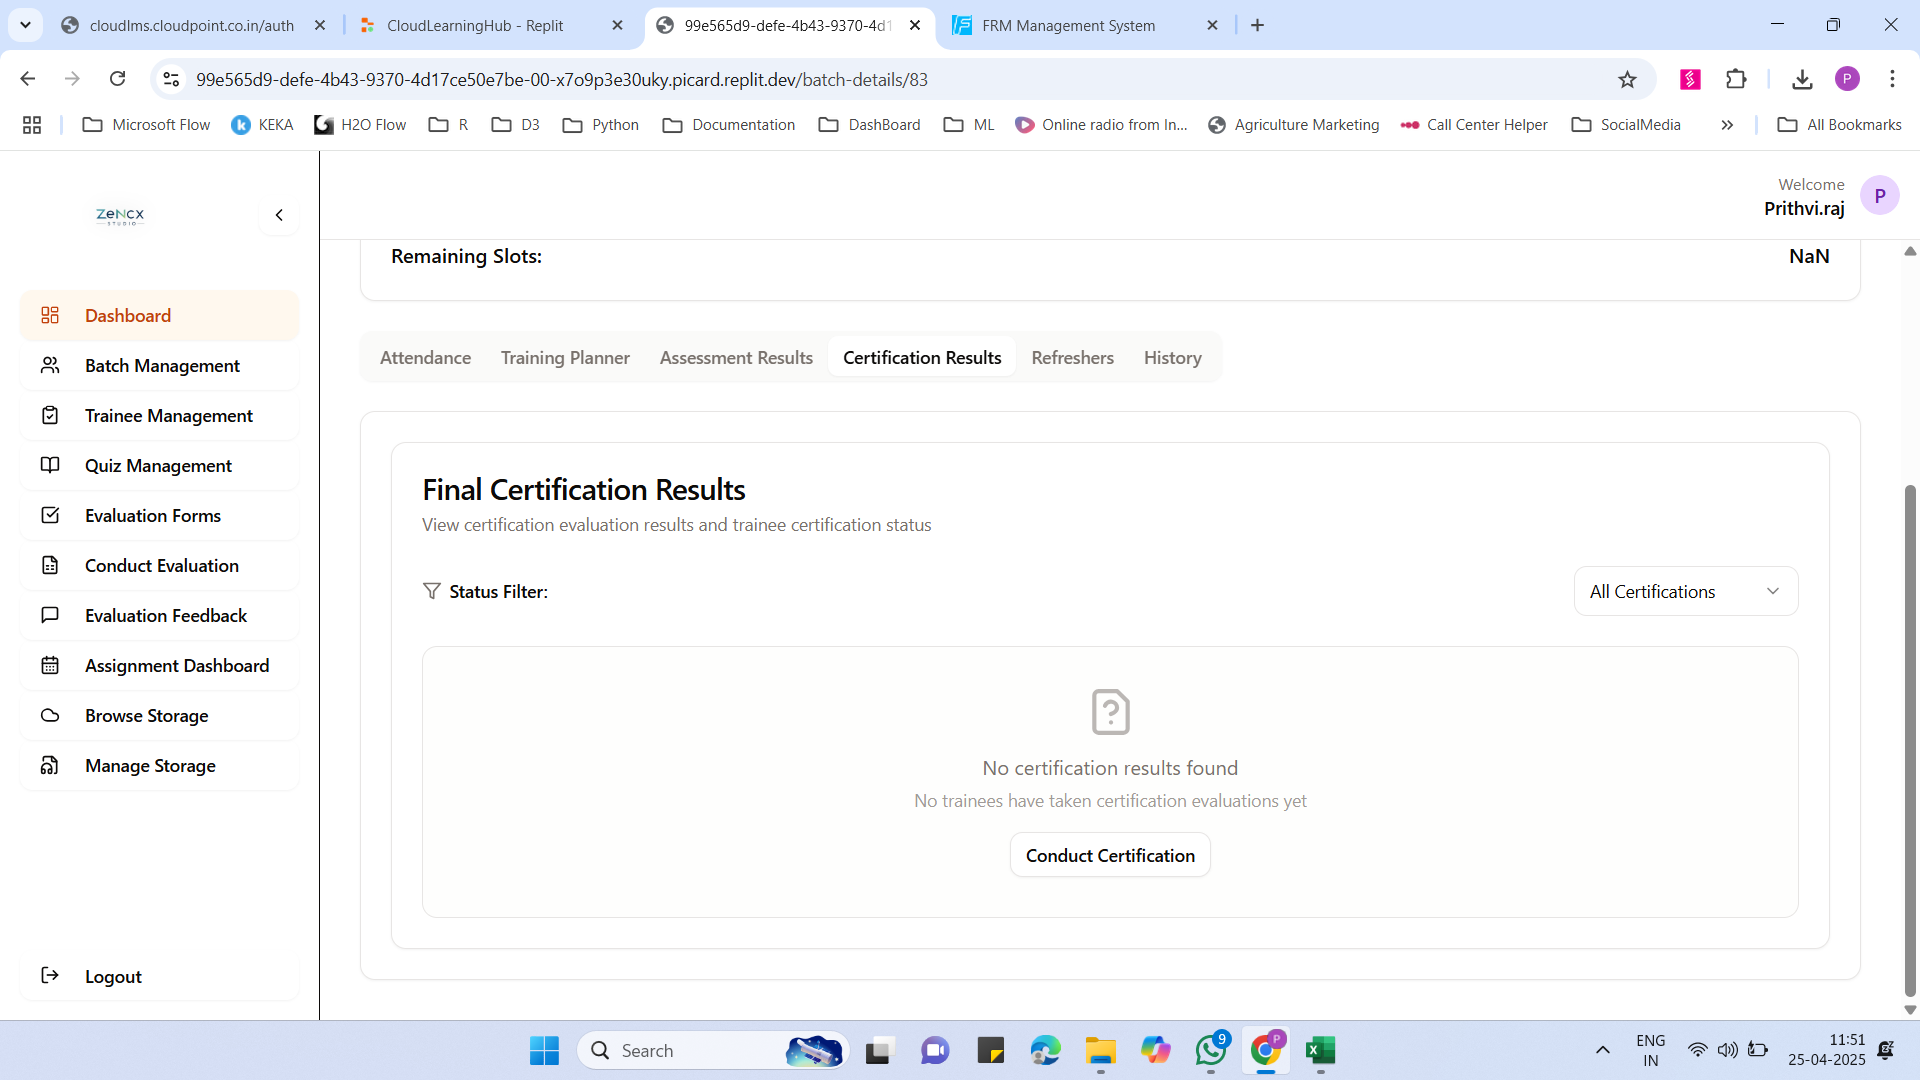 cloudlms.cloudpoint.co.in/auth
CloudLearningHub - Replit
99e565d9-defe-4b43-9370-4d1
FRM Management System
99e565d9-defe-4b43-9370-4d17ce50e7be-00-x7o9p3e30uky.picard.replit.dev/batch-details/83
P
Microsoft Flow
KEKA
H2O Flow
R
D3
Python
Documentation
DashBoard
ML
Online radio from In...
Agriculture Marketing
Call Center Helper
SocialMedia
All Bookmarks
ZeNCX
STUDIO
Welcome
Prithvi.raj
P
Dashboard
Batch Management
Trainee Management
Quiz Management
Evaluation Forms
Conduct Evaluation
Evaluation Feedback
Assignment Dashboard
Browse Storage
Manage Storage
Logout
Remaining Slots:
NaN
Attendance
Training Planner
Assessment Results
Certification Results
Refreshers
History
Final Certification Results
View certification evaluation results and trainee certification status
Status Filter:
All Certifications
No certification results found
No trainees have taken certification evaluations yet
Conduct Certification
Search
9
P
ENG
IN
11:51
25-04-2025